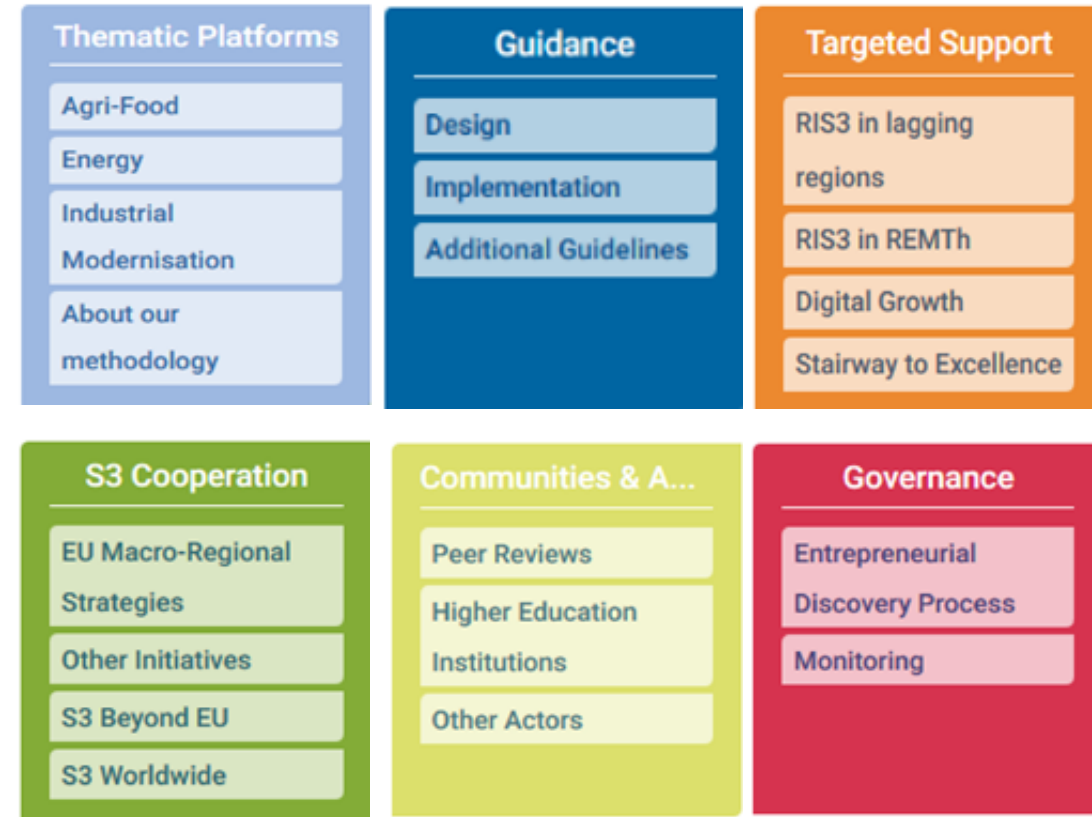 Thematic Platforms
Agri-Food
Energy
Industrial
Modernisation
About our
methodology
Guidance
Design
Implementation
Additional Guidelines
Targeted Support
RIS3 in lagging
regions
RIS3 in REMTh
Digital Growth
Stairway to Excellence
S3 Cooperation
EU Macro-Regional
Strategies
Other Initiatives
S3 Beyond EU
S3 Worldwide
Communities & A...
Peer Reviews
Higher Education
Institutions
Other Actors
Governance
Entrepreneurial
Discovery Process
Monitoring